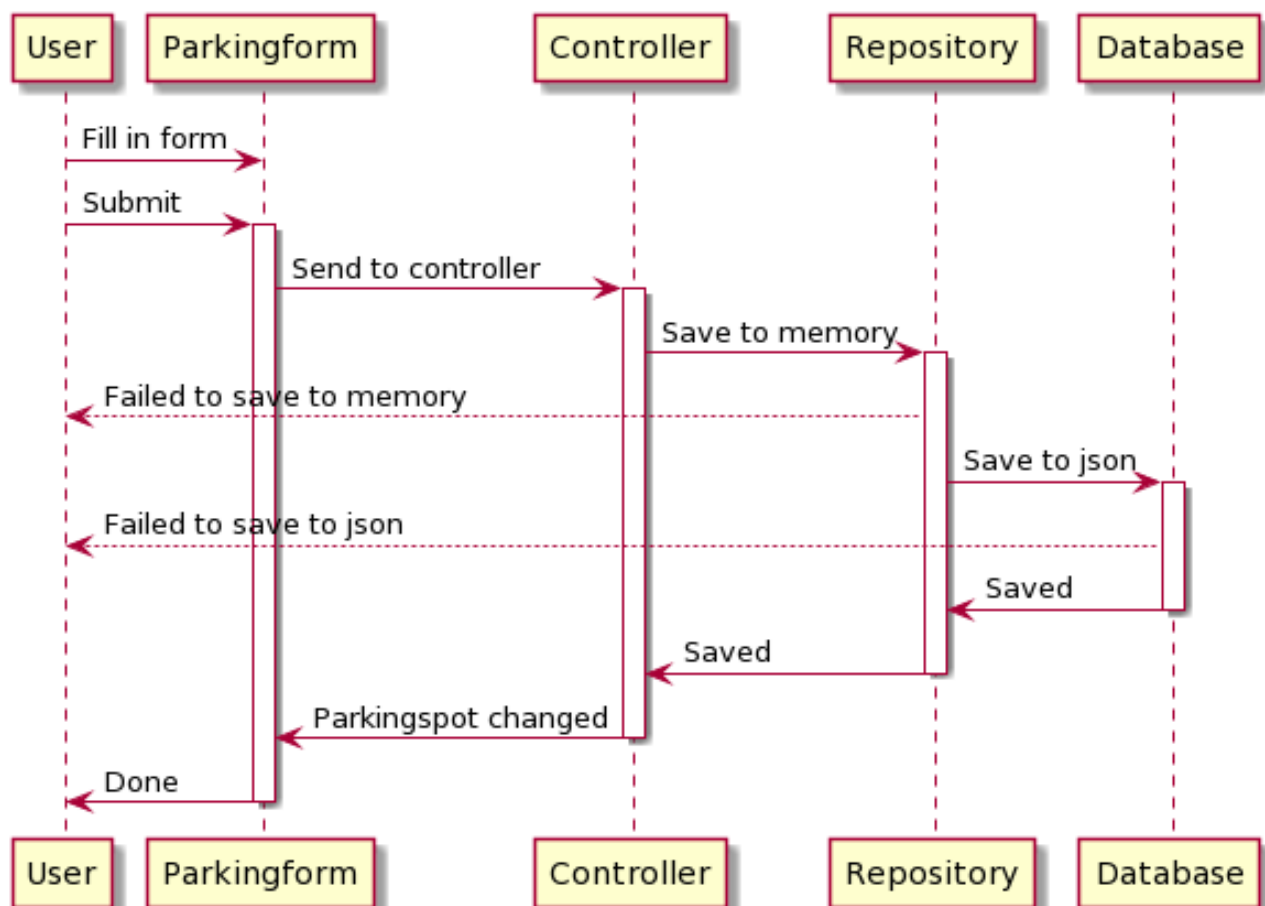 User Parkingform Controller Repository Database
Fill in form
Submit
Send to controller
Save to memory
Failed to save to memory
Save to json
Failed to save to json
Saved
Saved
Parkingspot changed
Done
User Parkingform Controller Repository Database